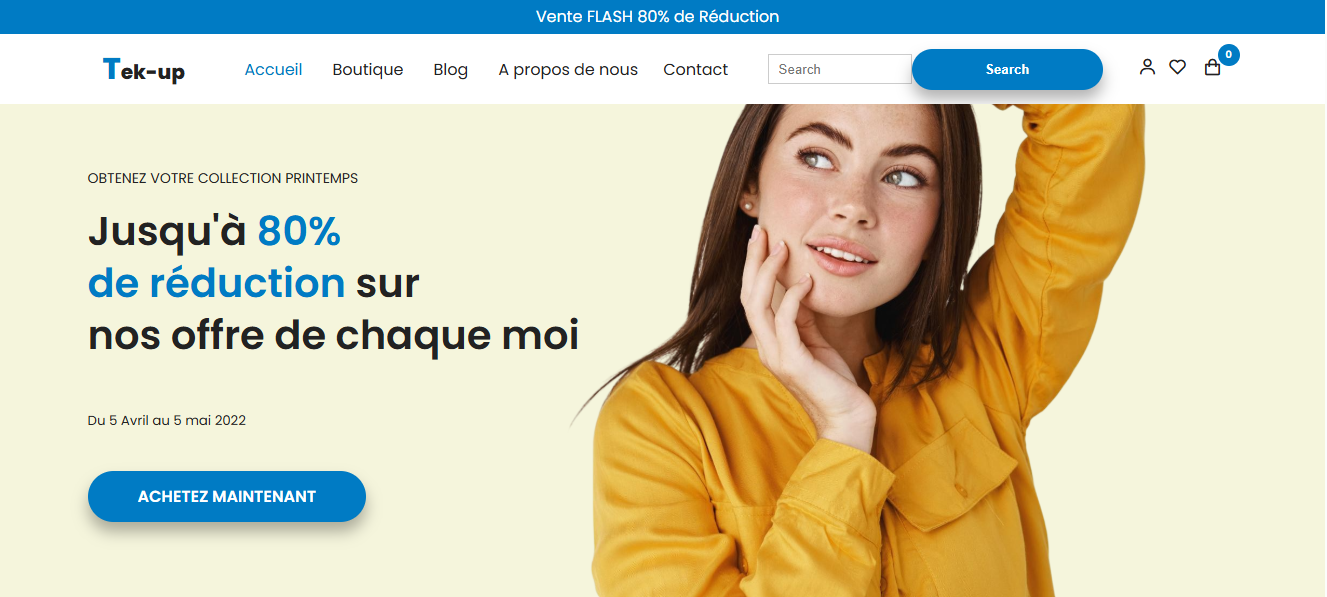 Vente FLASH 80% de Réduction
Tek-up
Accueil
Boutique
Blog
A propos de nous
Contact
Search
Search
0
OBTENEZ VOTRE COLLECTION PRINTEMPS
Jusqu'à 80%
de réduction sur
nos offre de chaque moi
Du 5 Avril au 5 mai 2022
ACHETEZ MAINTENANT